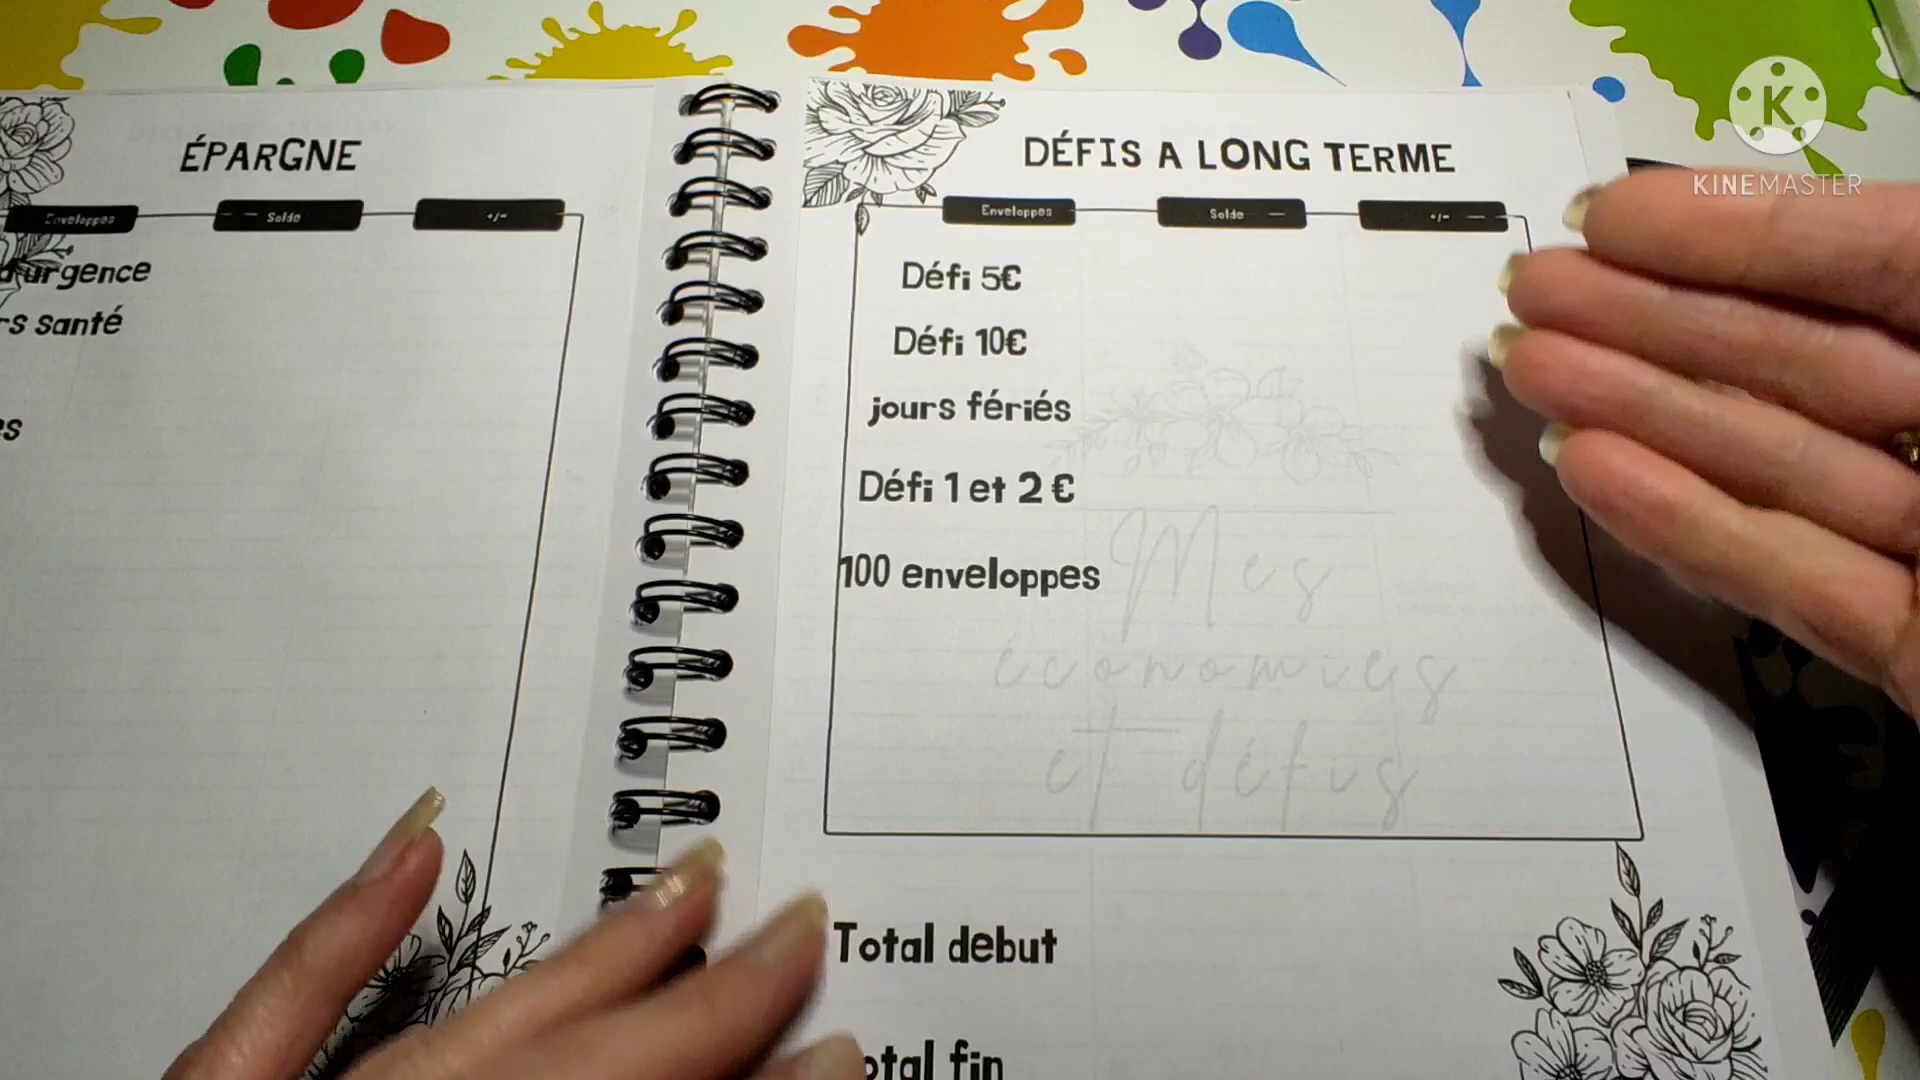 ÉPARGNE
Enveloppes Solde +/-
d'urgence
rs santé
es
DÉFIS A LONG TERME
Enveloppes Solde +/-
Défi 5€
Défi 10€
jours fériés
Défi 1 et 2 €
100 enveloppes
Mes
économies
et défis
Total debut
otal fin
K
KINEMASTER